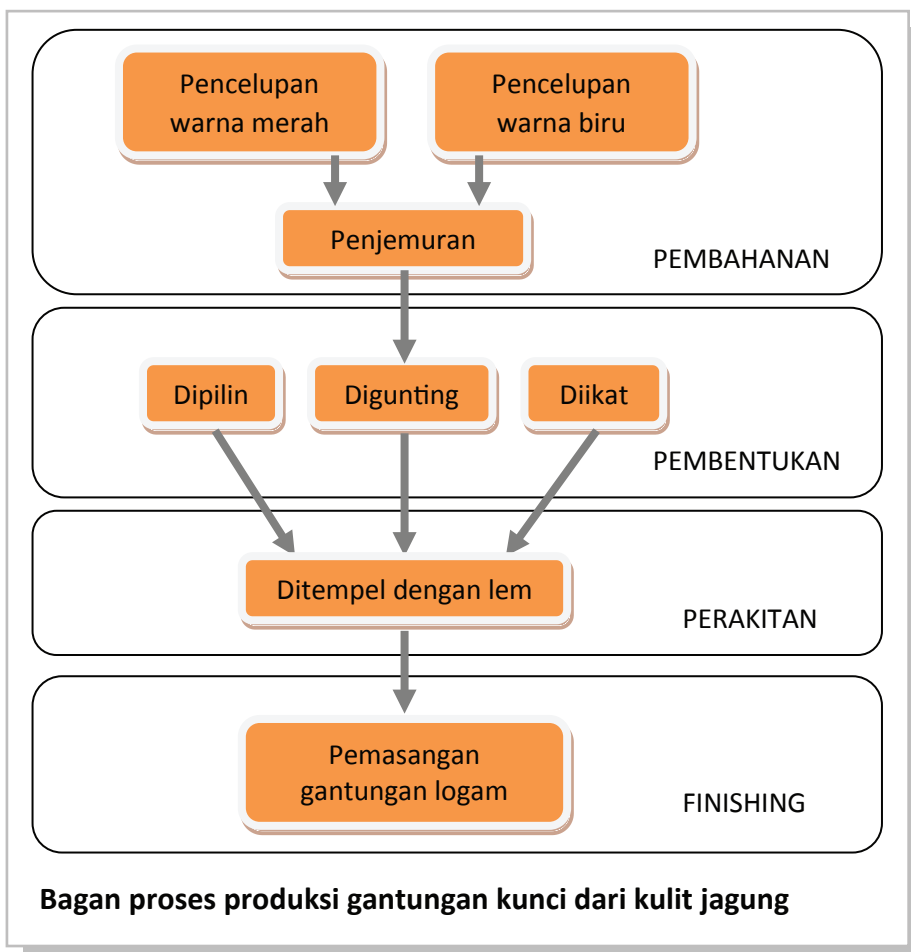 Pencelupan
warna merah
Pencelupan
warna biru
Penjemuran
PEMBAHANAN
Dipilin
Digunting
Diikat
PEMBENTUKAN
Ditempel dengan lem
PERAKITAN
Pemasangan
gantungan logam
FINISHING
Bagan proses produksi gantungan kunci dari kulit jagung